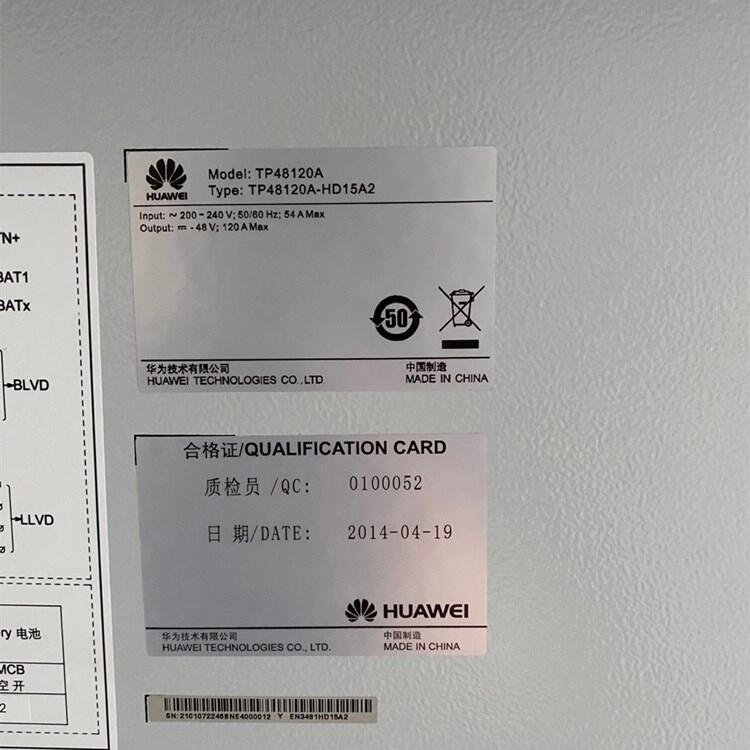 TN+
BAT1
BATx
BLVD
LLVD
ry 电池
MCB
空开
2
HUAWEI
Model: TP48120A
Type: TP48120A-HD15A2
Input: ~ 200-240 V; 50/60 Hz; 54 A Max
Output: ⎓ -48 V; 120 A Max
50
华为技术有限公司
HUAWEI TECHNOLOGIES CO.,LTD.
中国制造
MADE IN CHINA
合格证/QUALIFICATION CARD
质检员 /QC: 0100052
日 期/DATE: 2014-04-19
HUAWEI
华为技术有限公司
HUAWEI TECHNOLOGIES CO., LTD.
中国制造
MADE IN CHINA
SN:2101072246BNE4000012 Y EN3491HD15A2